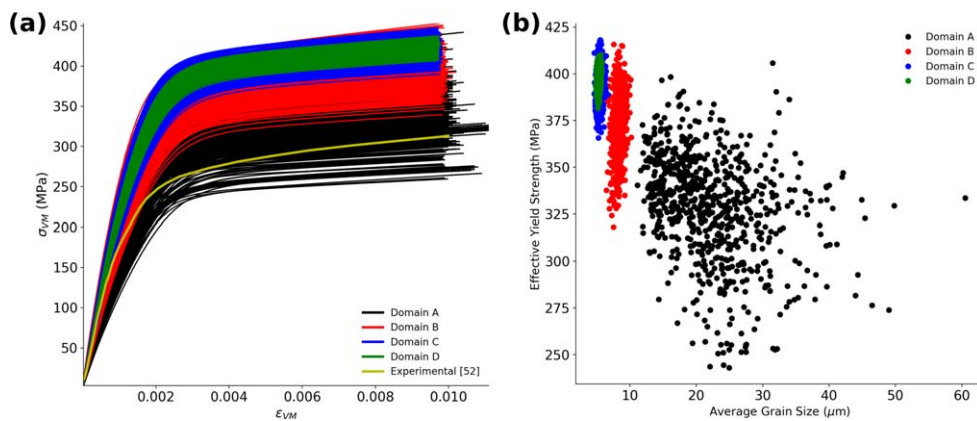 (a)
450
400
350
300
250
200
150
100
50
σVM (MPa)
0.002 0.004 0.006 0.008 0.010
εVM
Domain A
Domain B
Domain C
Domain D
Experimental [52]
(b)
425
400
375
350
325
300
275
250
Effective Yield Strength (MPa)
10 20 30 40 50 60
Average Grain Size (μm)
Domain A
Domain B
Domain C
Domain D